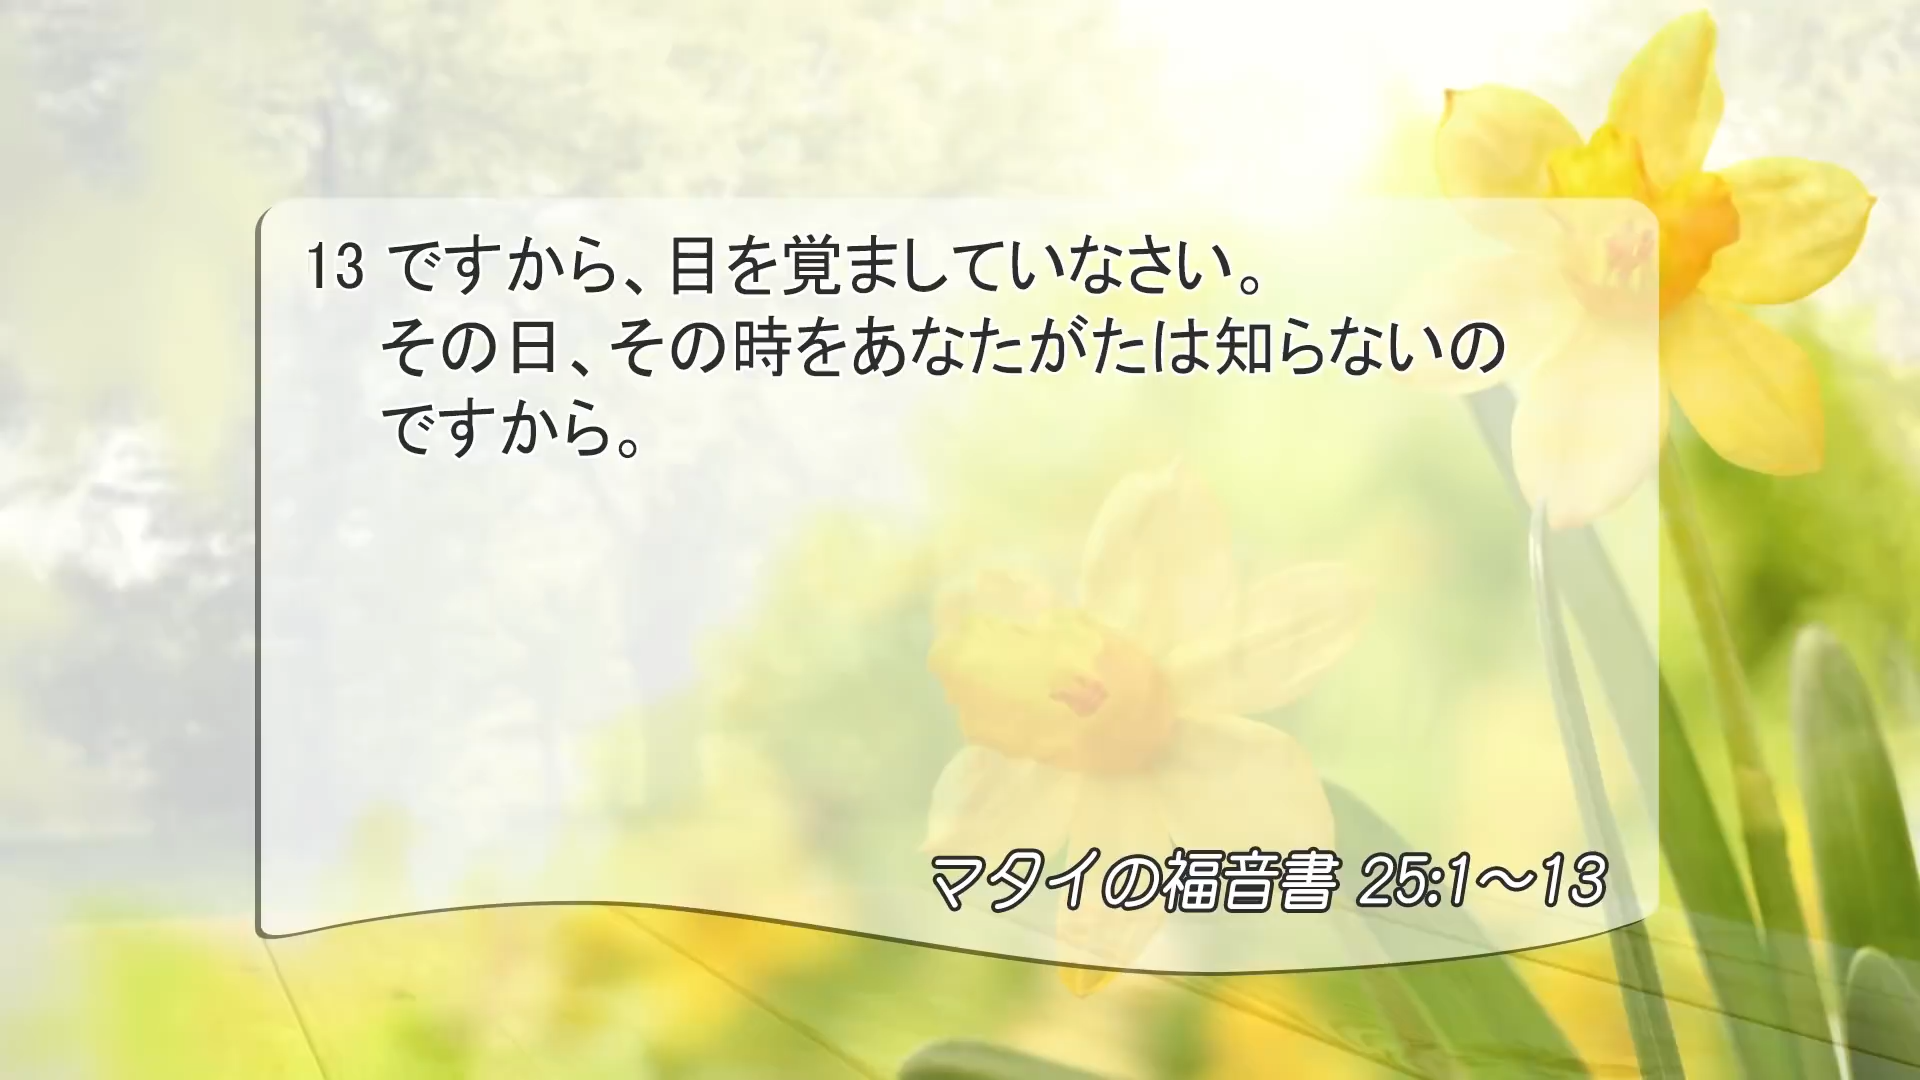 13 ですから、目を覚ましていなさい。
その日、その時をあなたがたは知らないの
ですから。
マタイの福音書 25:1～13